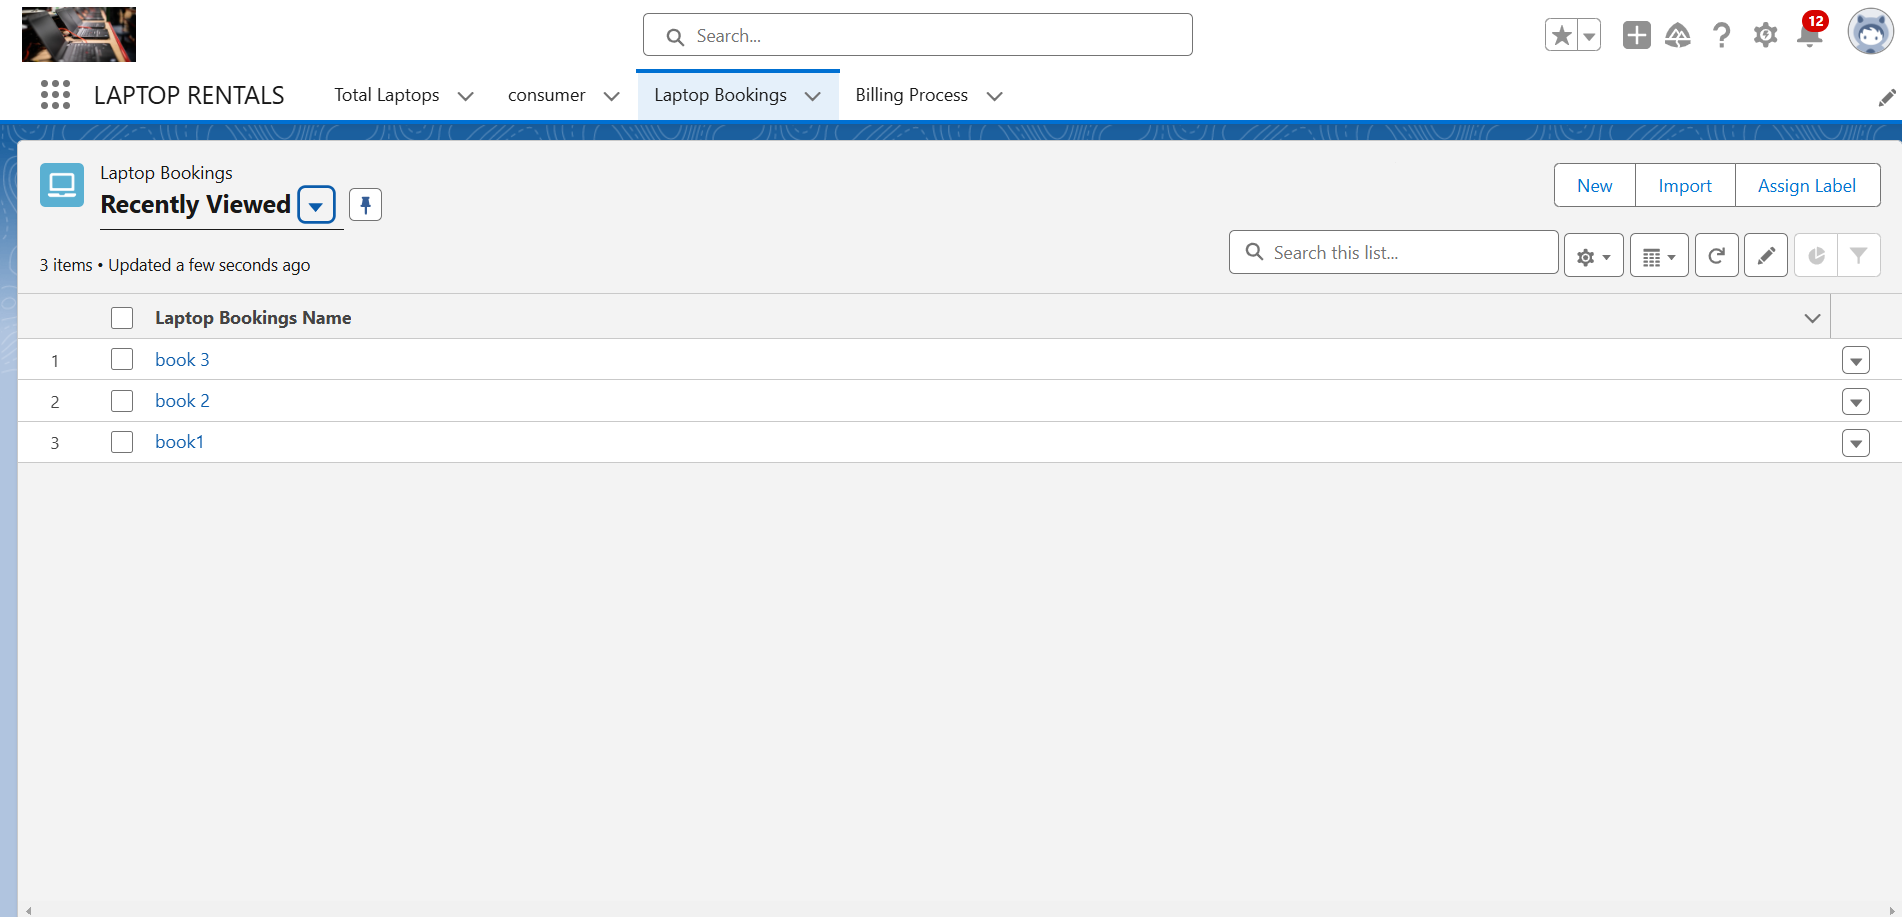 Search...
12
LAPTOP RENTALS
Total Laptops
consumer
Laptop Bookings
Billing Process
Laptop Bookings
Recently Viewed
New
Import
Assign Label
3 items • Updated a few seconds ago
Search this list...
Laptop Bookings Name
1 book 3
2 book 2
3 book1